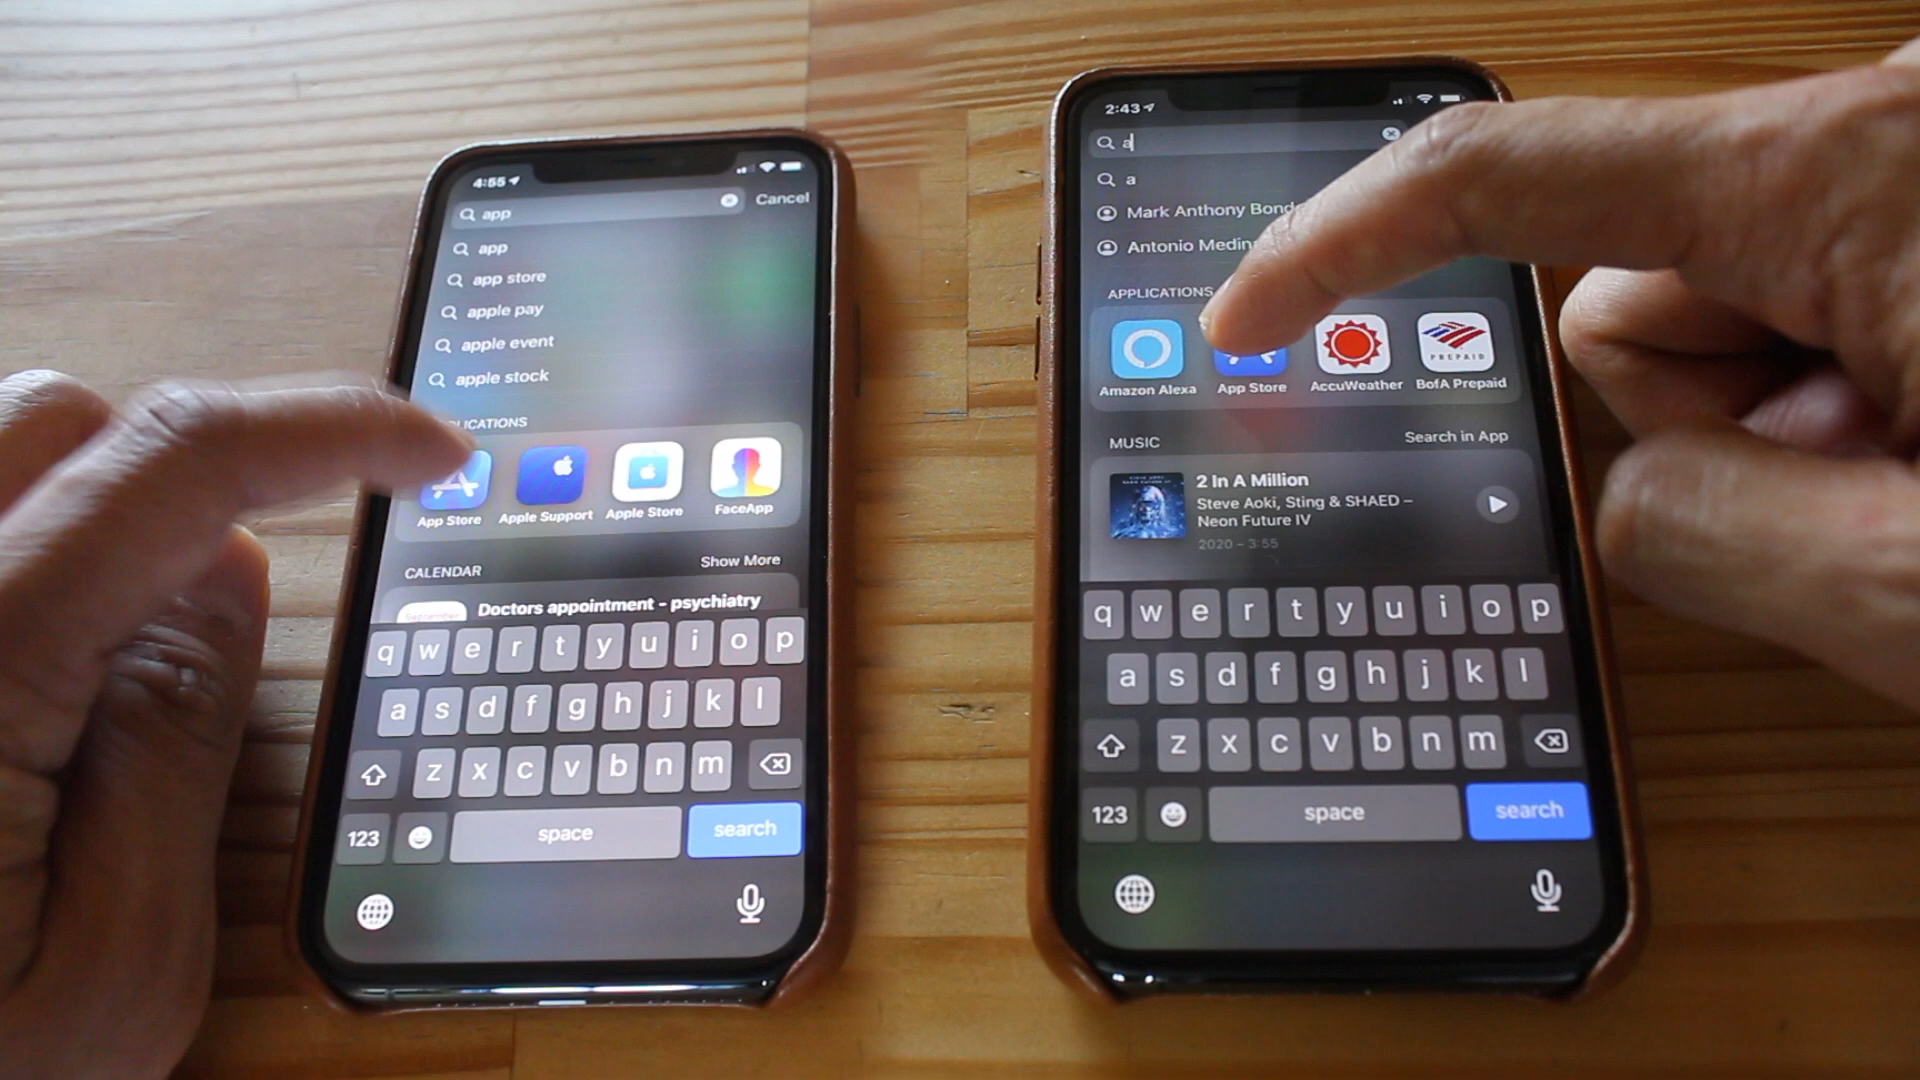 4:55
app
Cancel
app
app store
apple pay
apple event
apple stock
LICATIONS
App Store
Apple Support
Apple Store
FaceApp
CALENDAR
Show More
September
Doctors appointment - psychiatry
q w e r t y u i o p
a s d f g h j k l
z x c v b n m
123
space
search
2:43
a
a
Mark Anthony Bond
Antonio Medin
APPLICATIONS
Amazon Alexa
App Store
AccuWeather
PREPAID
BofA Prepaid
MUSIC
Search in App
2 In A Million
Steve Aoki, Sting & SHAED –
Neon Future IV
2020 – 3:55
q w e r t y u i o p
a s d f g h j k l
z x c v b n m
123
space
search